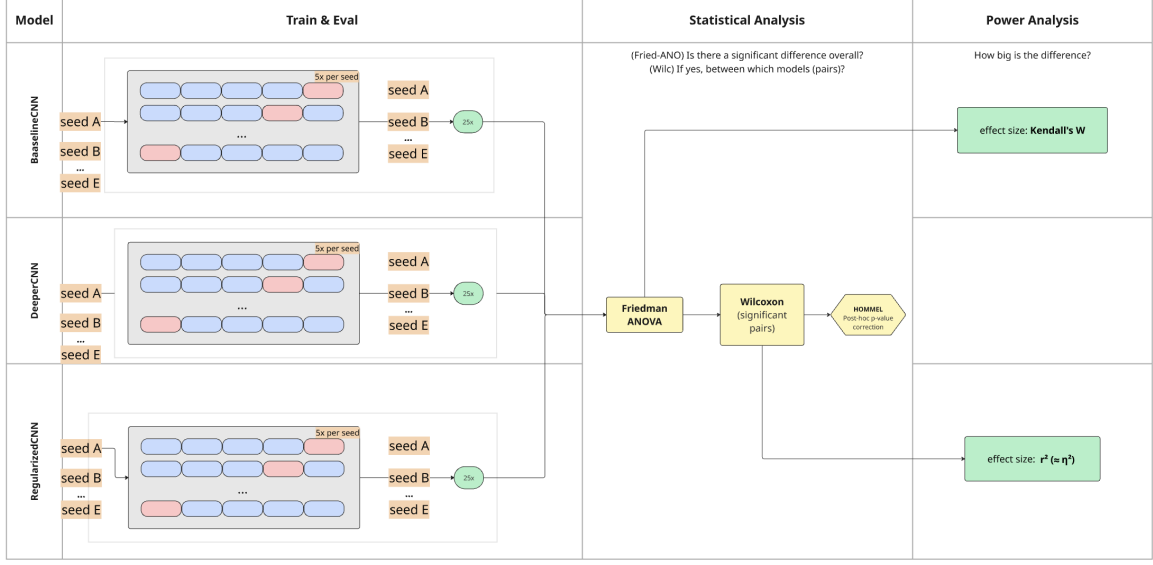 Model
Train & Eval
Statistical Analysis
Power Analysis
(Fried-ANO) Is there a significant difference overall?
(Wilc) If yes, between which models (pairs)?
How big is the difference?
BaaselineCNN
seed A
seed B
...
seed E
5x per seed
...
seed A
seed B
...
seed E
25x
effect size: Kendall's W
DeeperCNN
seed A
seed B
...
seed E
5x per seed
...
seed A
seed B
...
seed E
25x
Friedman
ANOVA
Wilcoxon
(significant
pairs)
HOMMEL
Post-hoc p-value
correction
RegularizedCNN
seed A
seed B
...
seed E
5x per seed
...
seed A
seed B
...
seed E
25x
effect size: r² (≈ η²)